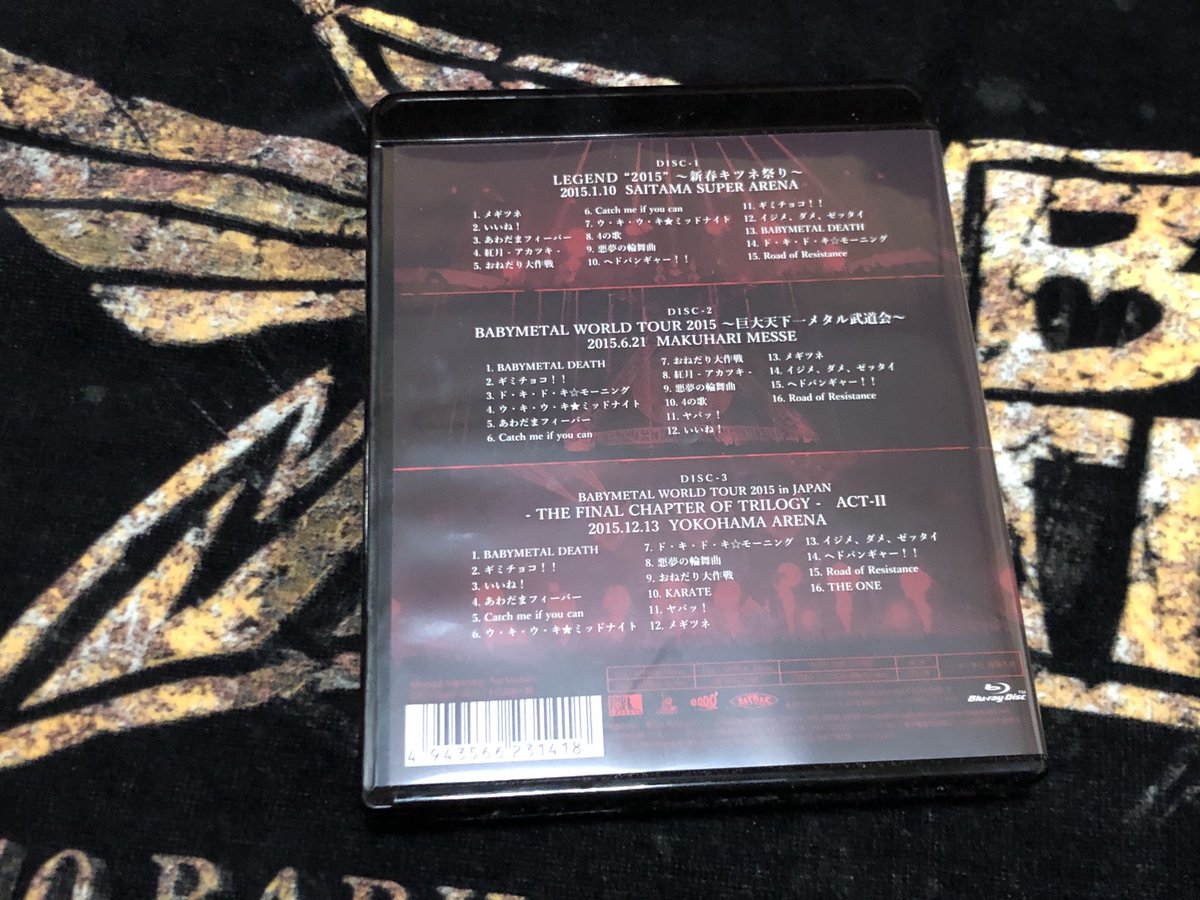 DISC-1
LEGEND “2015” ～新春キツネ祭り～
2015.1.10 SAITAMA SUPER ARENA
1. メギツネ
2. いいね！
3. あわだまフィーバー
4. 紅月 - アカツキ -
5. おねだり大作戦
6. Catch me if you can
7. ウ・キ・ウ・キ★ミッドナイト
8. 4の歌
9. 悪夢の輪舞曲
10. ヘドバンギャー！！
11. ギミチョコ！！
12. イジメ、ダメ、ゼッタイ
13. BABYMETAL DEATH
14. ド・キ・ド・キ☆モーニング
15. Road of Resistance
DISC-2
BABYMETAL WORLD TOUR 2015 ～巨大天下一メタル武道会～
2015.6.21 MAKUHARI MESSE
1. BABYMETAL DEATH
2. ギミチョコ！！
3. ド・キ・ド・キ☆モーニング
4. ウ・キ・ウ・キ★ミッドナイト
5. あわだまフィーバー
6. Catch me if you can
7. おねだり大作戦
8. 紅月 - アカツキ -
9. 悪夢の輪舞曲
10. 4の歌
11. ヤバッ！
12. いいね！
13. メギツネ
14. イジメ、ダメ、ゼッタイ
15. ヘドバンギャー！！
16. Road of Resistance
DISC-3
BABYMETAL WORLD TOUR 2015 in JAPAN
- THE FINAL CHAPTER OF TRILOGY - ACT-II
2015.12.13 YOKOHAMA ARENA
1. BABYMETAL DEATH
2. ギミチョコ！！
3. いいね！
4. あわだまフィーバー
5. Catch me if you can
6. ウ・キ・ウ・キ★ミッドナイト
7. ド・キ・ド・キ☆モーニング
8. 悪夢の輪舞曲
9. おねだり大作戦
10. KARATE
11. ヤバッ！
12. メギツネ
13. イジメ、ダメ、ゼッタイ
14. ヘドバンギャー！！
15. Road of Resistance
16. THE ONE
JASRAC
Blu-ray Disc
4 943566 231418